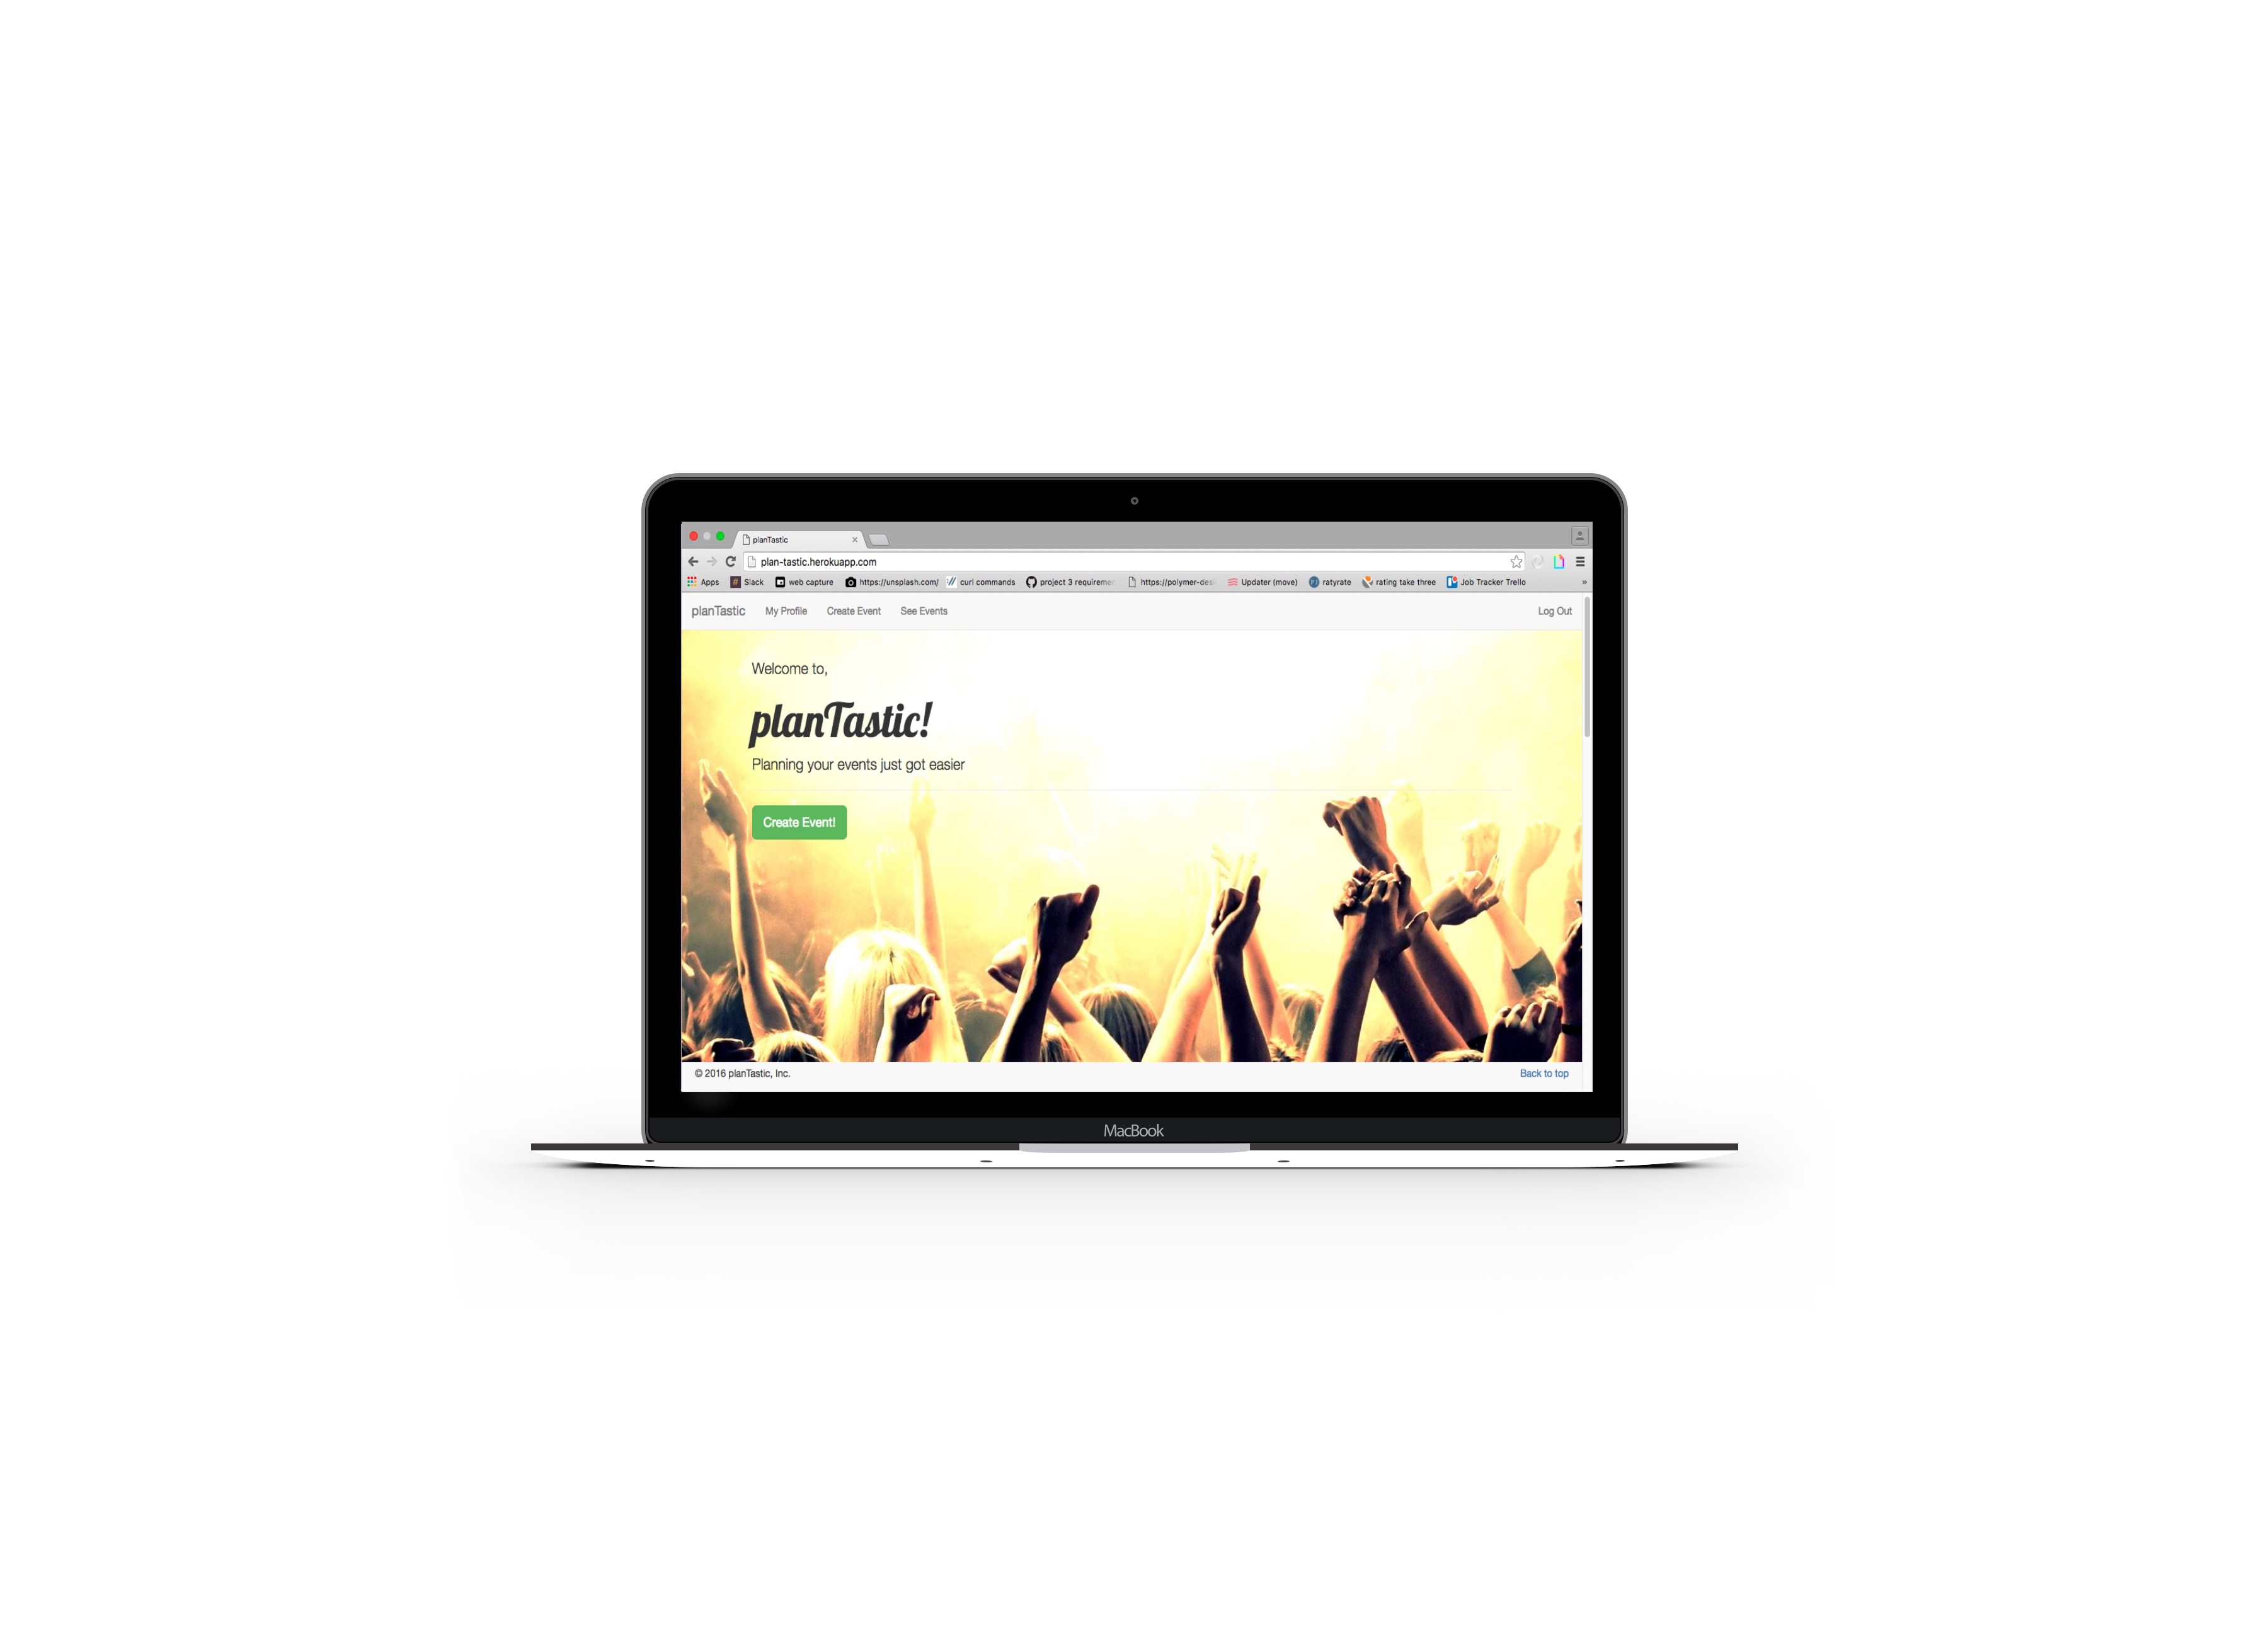 planTastic
plan-tastic.herokuapp.com
Apps Slack web capture https://unsplash.com/ curl commands project 3 requireme https://polymer-des Updater (move) ratyrate rating take three Job Tracker Trello »
planTastic My Profile Create Event See Events Log Out
Welcome to,
planTastic!
Planning your events just got easier
Create Event!
© 2016 planTastic, Inc. Back to top
MacBook